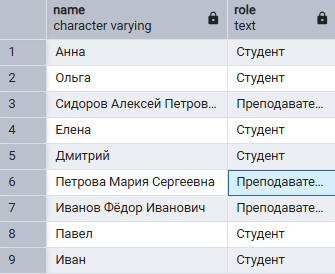 name role
character varying text
1 Анна Студент
2 Ольга Студент
3 Сидоров Алексей Петров... Преподавате...
4 Елена Студент
5 Дмитрий Студент
6 Петрова Мария Сергеевна Преподавате...
7 Иванов Фёдор Иванович Преподавате...
8 Павел Студент
9 Иван Студент